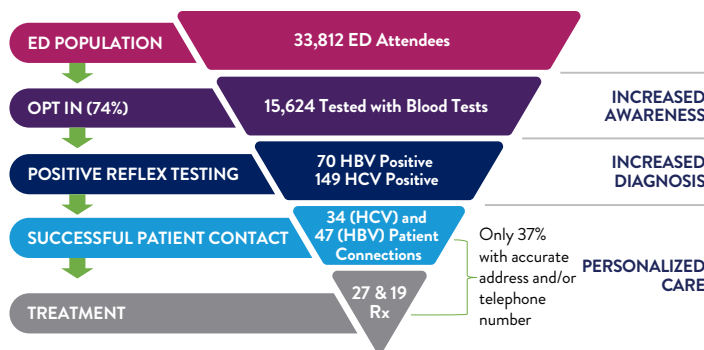 ED POPULATION
33,812 ED Attendees
OPT IN (74%)
15,624 Tested with Blood Tests
INCREASED
AWARENESS
POSITIVE REFLEX TESTING
70 HBV Positive
149 HCV Positive
INCREASED
DIAGNOSIS
SUCCESSFUL PATIENT CONTACT
34 (HCV) and
47 (HBV) Patient
Connections
Only 37%
with accurate
address and/or
telephone
number
PERSONALIZED
CARE
TREATMENT
27 & 19
Rx